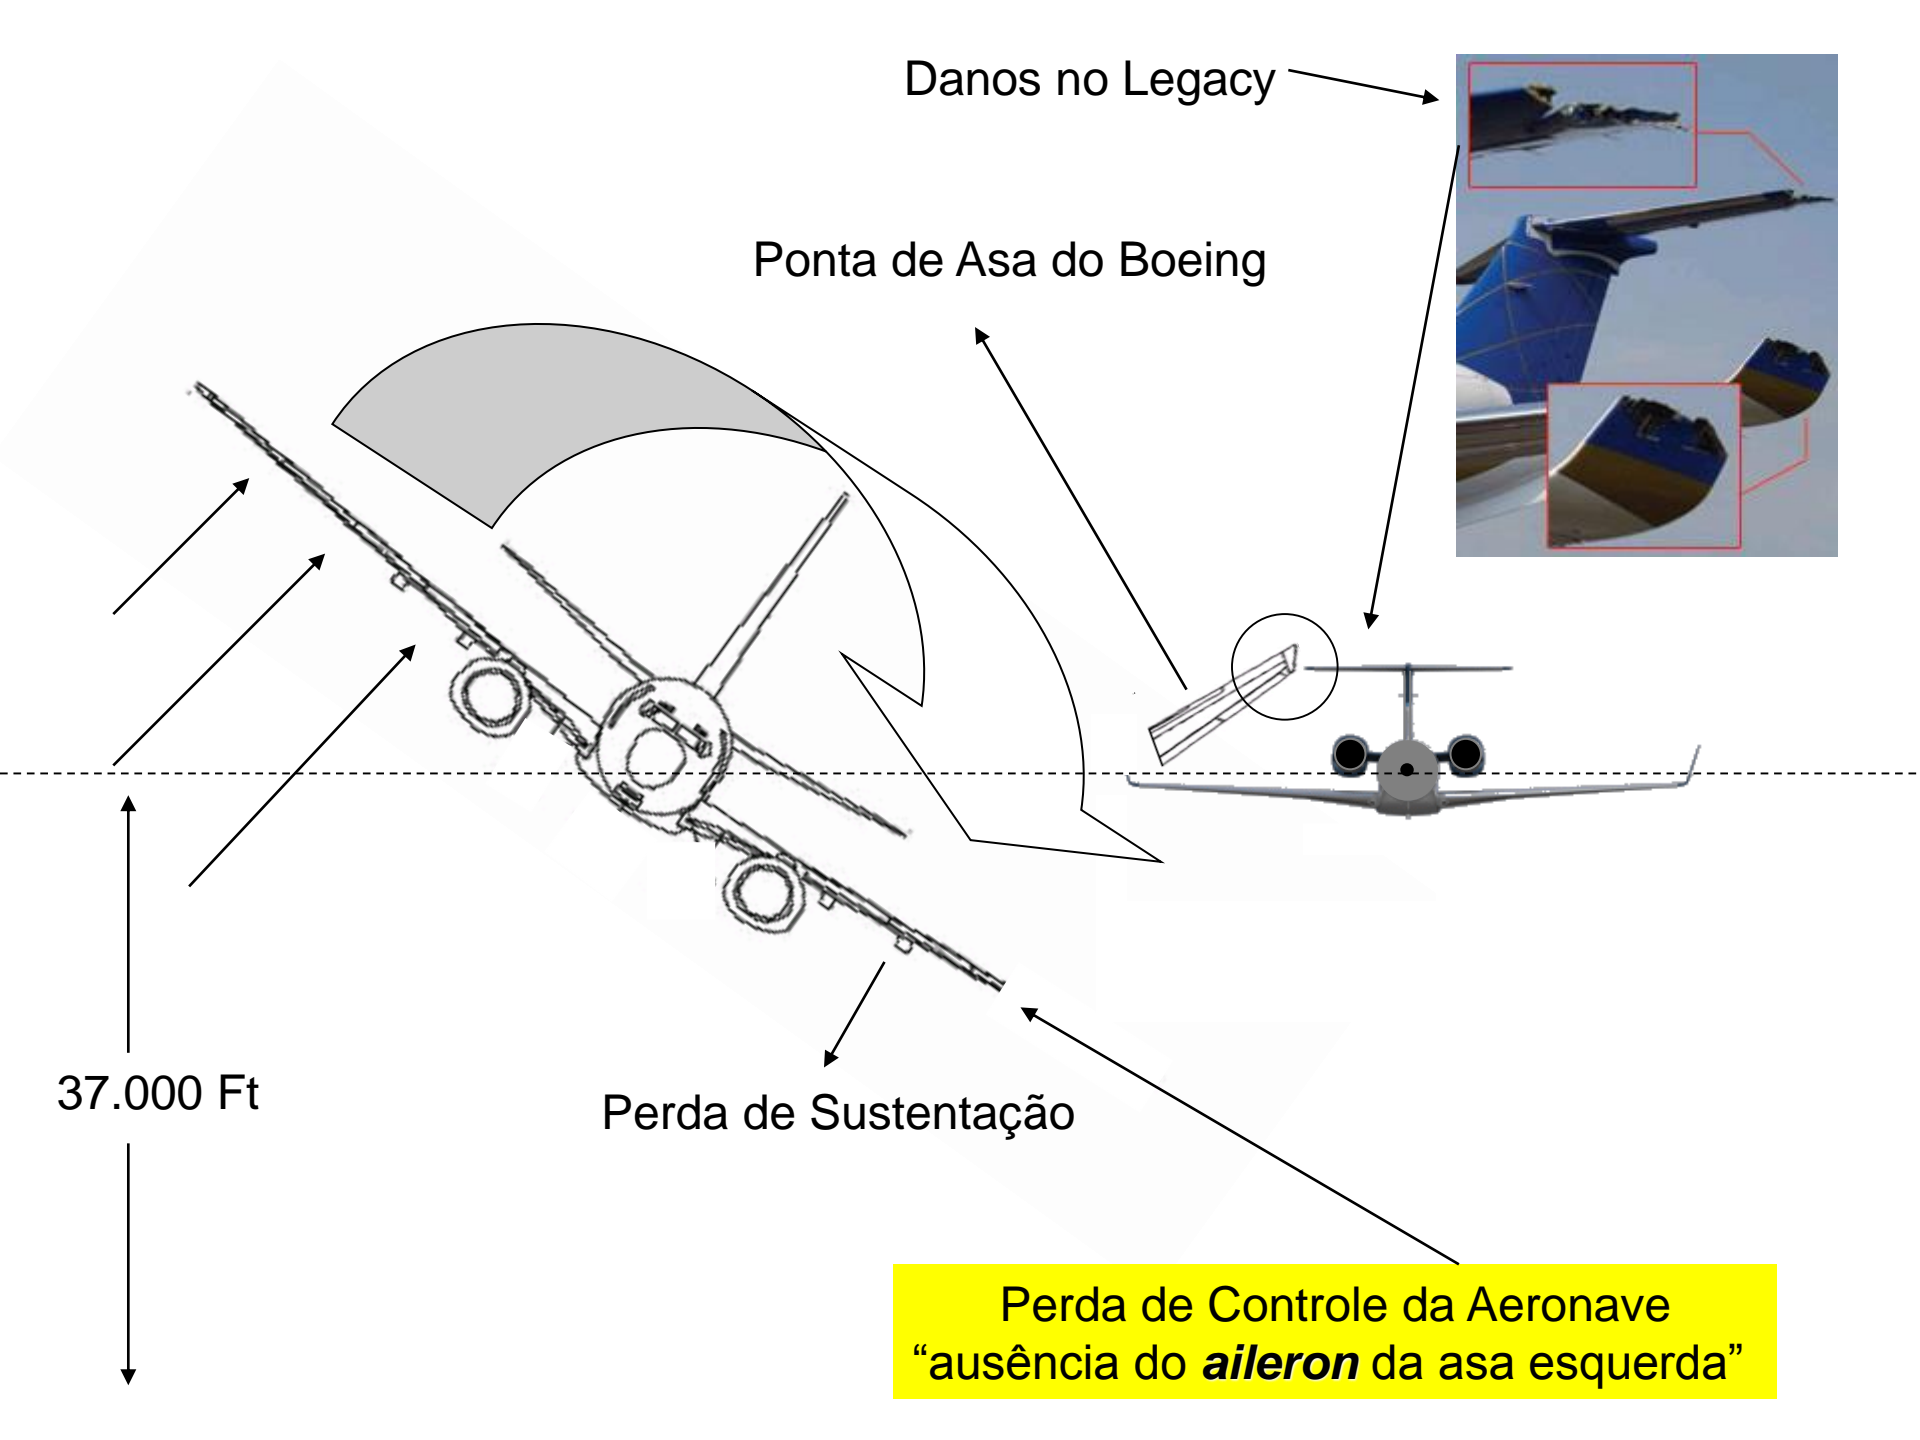 Danos no Legacy
Ponta de Asa do Boeing
37.000 Ft
Perda de Sustentação
Perda de Controle da Aeronave
“ausência do aileron da asa esquerda”